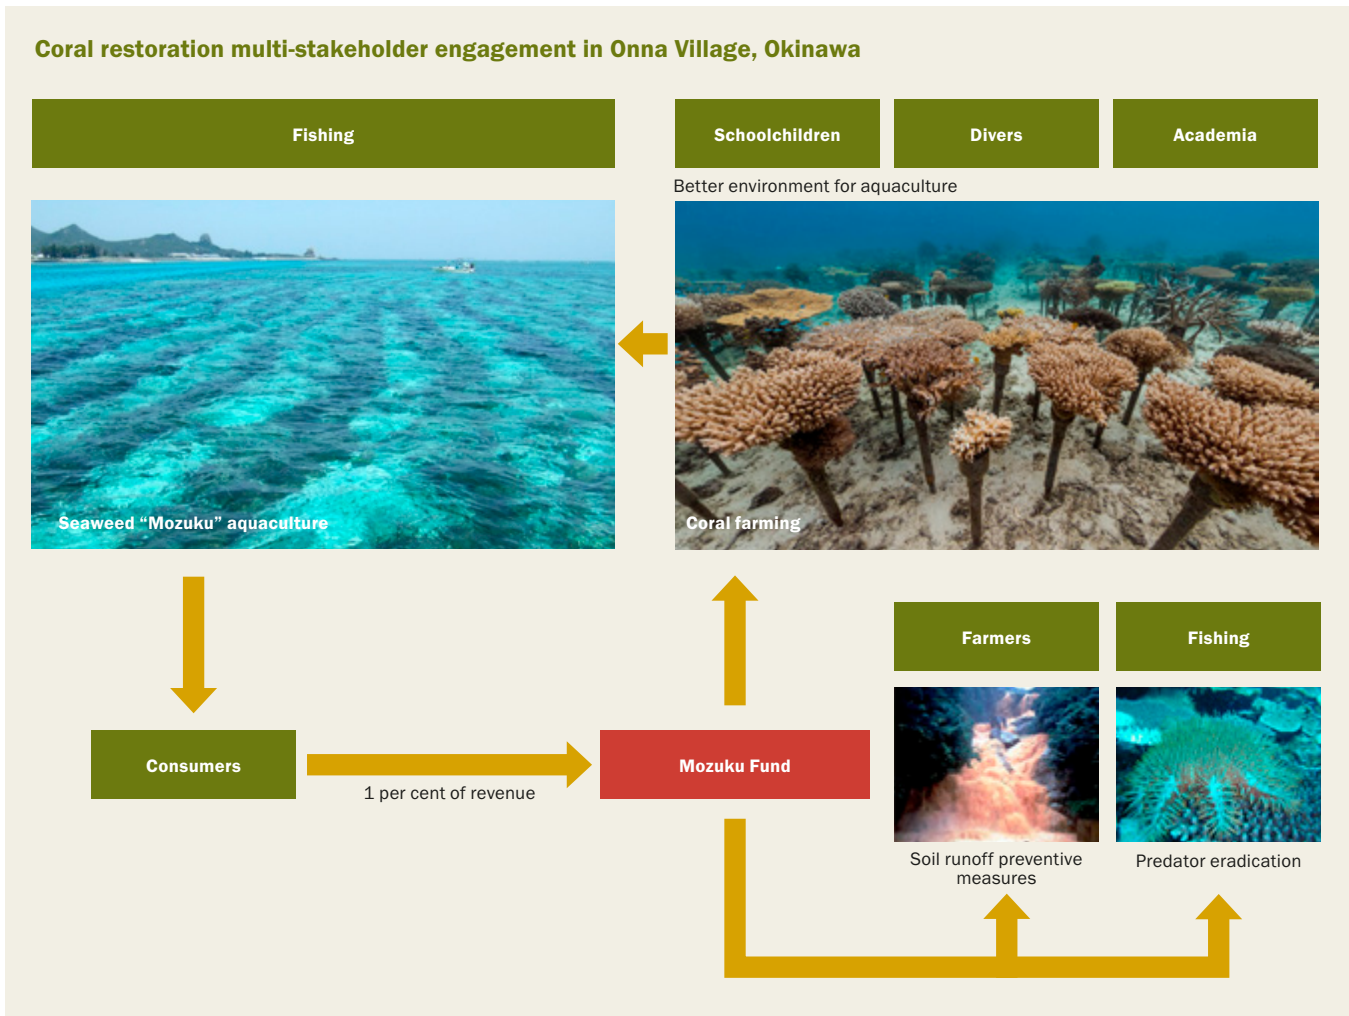 Coral restoration multi-stakeholder engagement in Onna Village, Okinawa
Fishing
Schoolchildren
Divers
Academia
Better environment for aquaculture
Seaweed “Mozuku” aquaculture
Coral farming
Farmers
Fishing
Consumers
1 per cent of revenue
Mozuku Fund
Soil runoff preventive
measures
Predator eradication